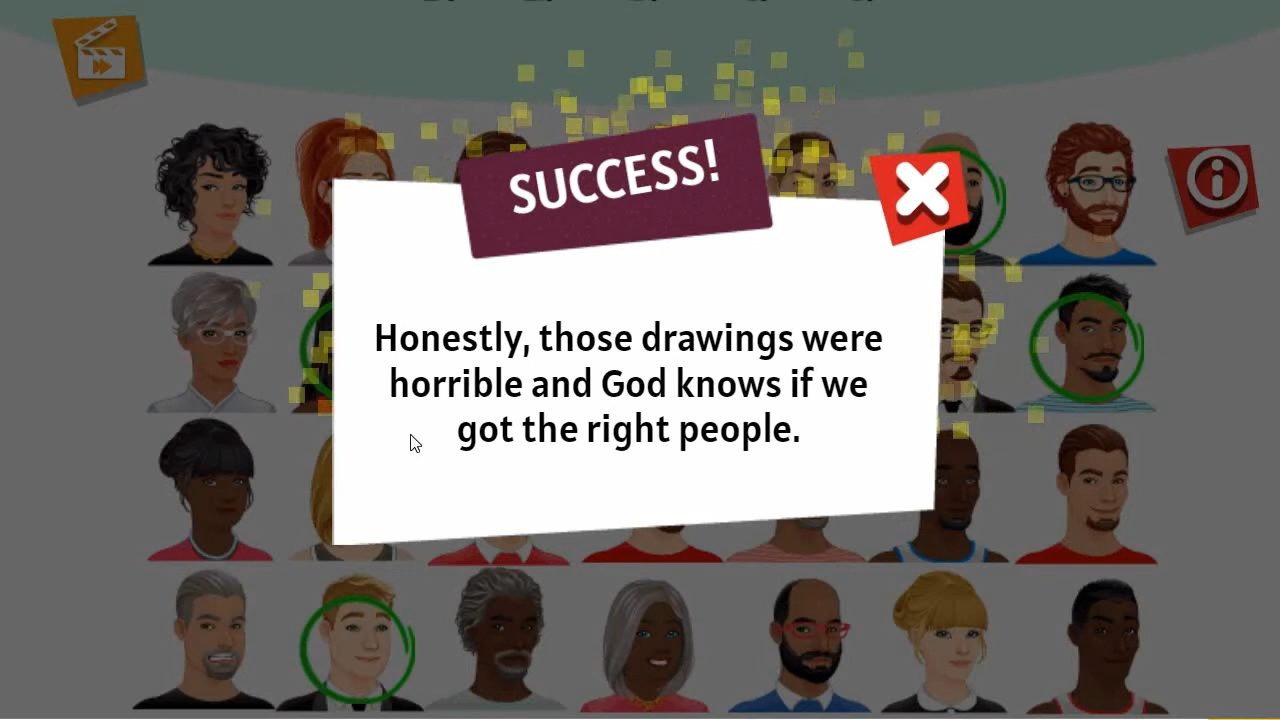 SUCCESS!
Honestly, those drawings were
horrible and God knows if we
got the right people.